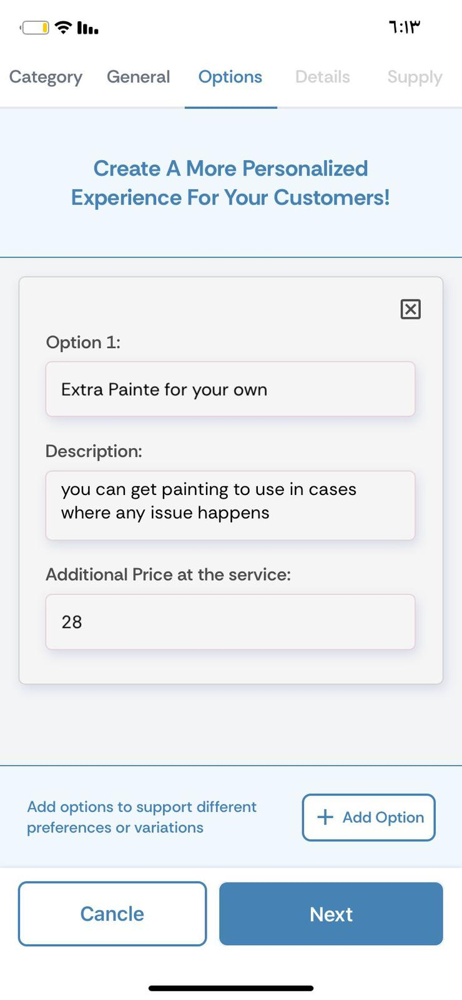 ٦:١٣
Category General Options Details Supply
Create A More Personalized
Experience For Your Customers!
Option 1:
Extra Painte for your own
Description:
you can get painting to use in cases
where any issue happens
Additional Price at the service:
28
Add options to support different
preferences or variations
Add Option
Cancle
Next